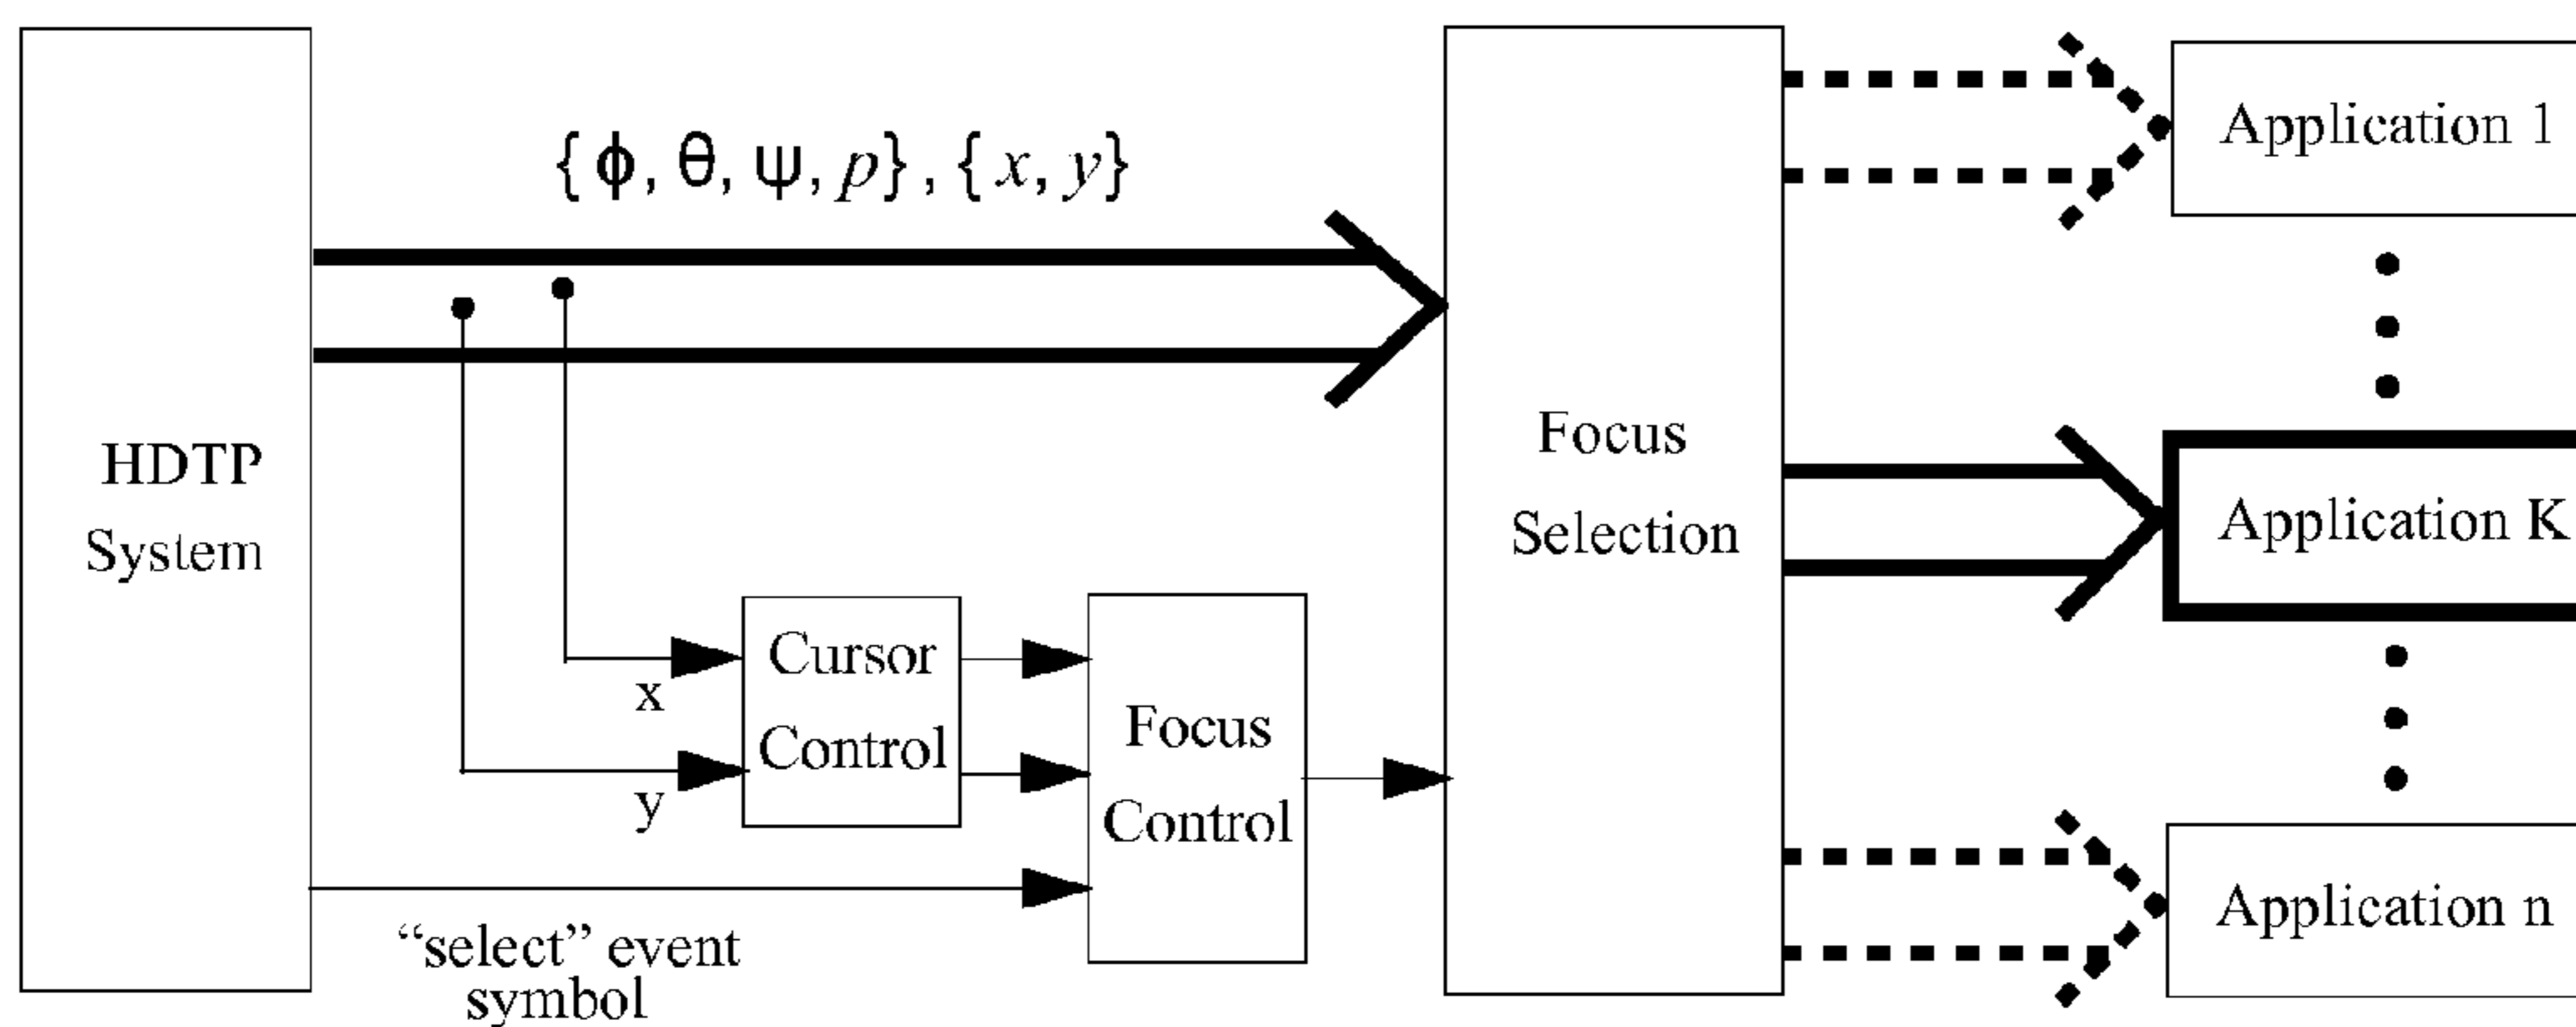 HDTP
System
{ϕ, θ, ψ, p}, {x, y}
x
y
Cursor
Control
Focus
Control
“select” event
symbol
Focus
Selection
Application 1
Application K
Application n